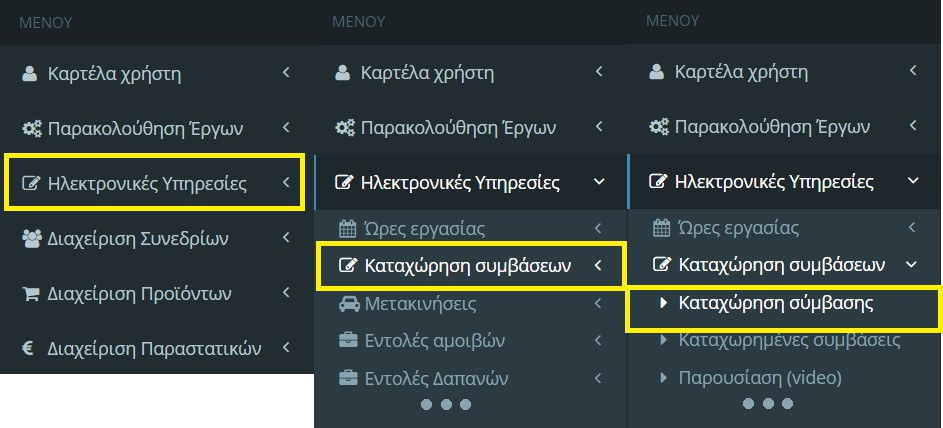 ΜΕΝΟΥ
Καρτέλα χρήστη
Παρακολούθηση Έργων
Ηλεκτρονικές Υπηρεσίες
Διαχείριση Συνεδρίων
Διαχείριση Προϊόντων
€ Διαχείριση Παραστατικών
ΜΕΝΟΥ
Καρτέλα χρήστη
Παρακολούθηση Έργων
Ηλεκτρονικές Υπηρεσίες
Ώρες εργασίας
Καταχώρηση συμβάσεων
Μετακινήσεις
Εντολές αμοιβών
Εντολές Δαπανών
ΜΕΝΟΥ
Καρτέλα χρήστη
Παρακολούθηση Έργων
Ηλεκτρονικές Υπηρεσίες
Ώρες εργασίας
Καταχώρηση συμβάσεων
Καταχώρηση σύμβασης
Καταχωρημένες συμβάσεις
Παρουσίαση (video)